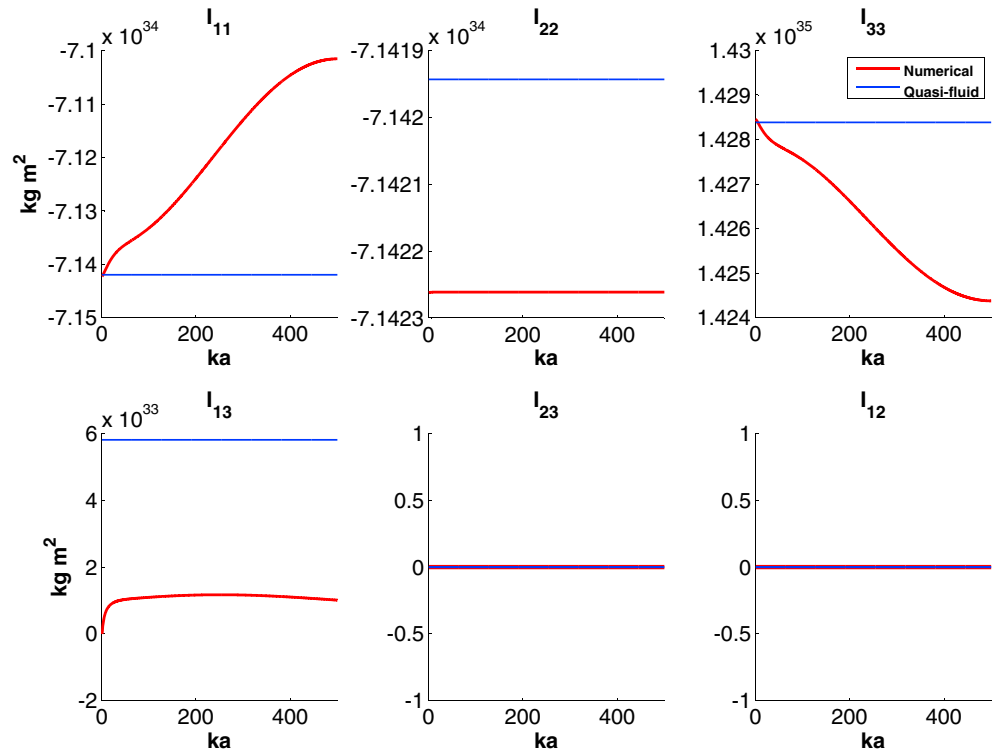 I11
x 10^34
-7.1
-7.11
-7.12
-7.13
-7.14
-7.15
kg m^2
0 200 400
ka
I22
x 10^34
-7.1419
-7.142
-7.1421
-7.1422
-7.1423
0 200 400
ka
I33
x 10^35
1.43
1.429
1.428
1.427
1.426
1.425
1.424
Numerical
Quasi-fluid
0 200 400
ka
I13
x 10^33
6
4
2
0
-2
kg m^2
0 200 400
ka
I23
1
0.5
0
-0.5
-1
0 200 400
ka
I12
1
0.5
0
-0.5
-1
0 200 400
ka